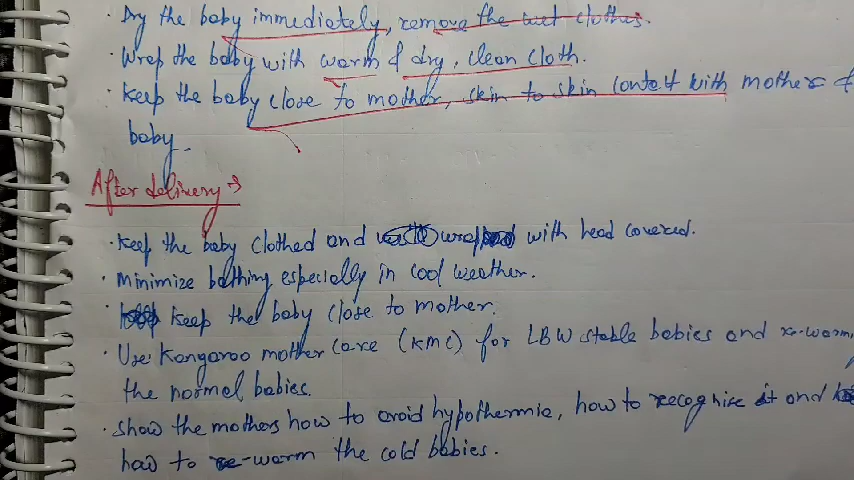 · Dry the baby immediately, remove the wet clothes.
· Wrap the baby with warm & dry, clean cloth.
· Keep the baby close to mother, skin to skin contact with mother &
baby.
After delivery →
· Keep the baby clothed and wrapped with head covered.
· Minimize bathing especially in cool weather.
· Keep the baby close to mother.
· Use Kangaroo mother care (KMC) for LBW stable babies and re-warm
the normal babies.
· Show the mothers how to avoid hypothermia, how to recognise it and
how to re-warm the cold babies.